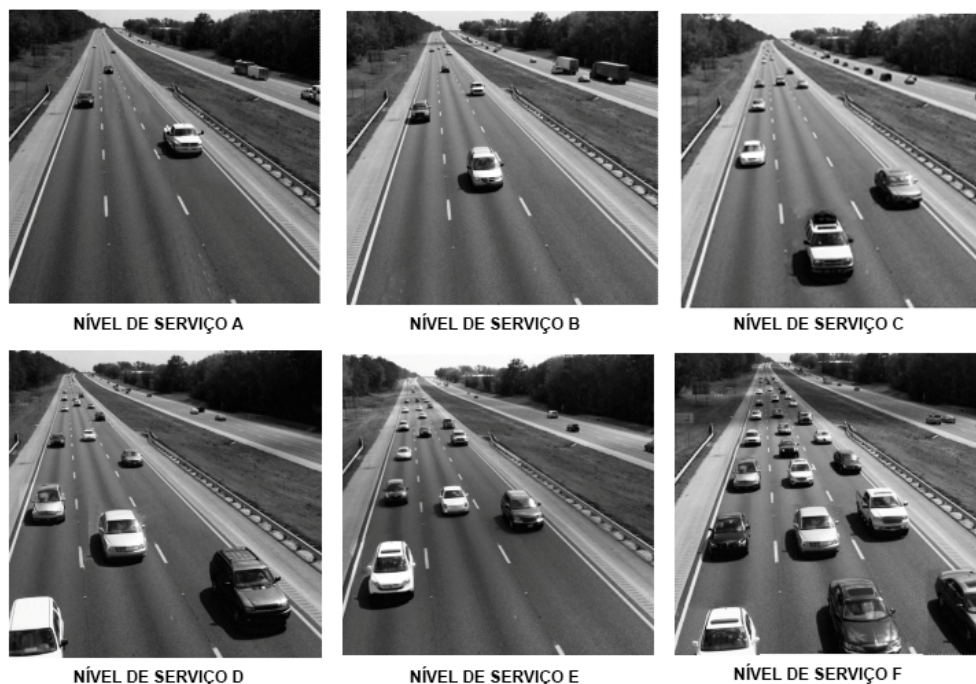 NÍVEL DE SERVIÇO A
NÍVEL DE SERVIÇO B
NÍVEL DE SERVIÇO C
NÍVEL DE SERVIÇO D
NÍVEL DE SERVIÇO E
NÍVEL DE SERVIÇO F